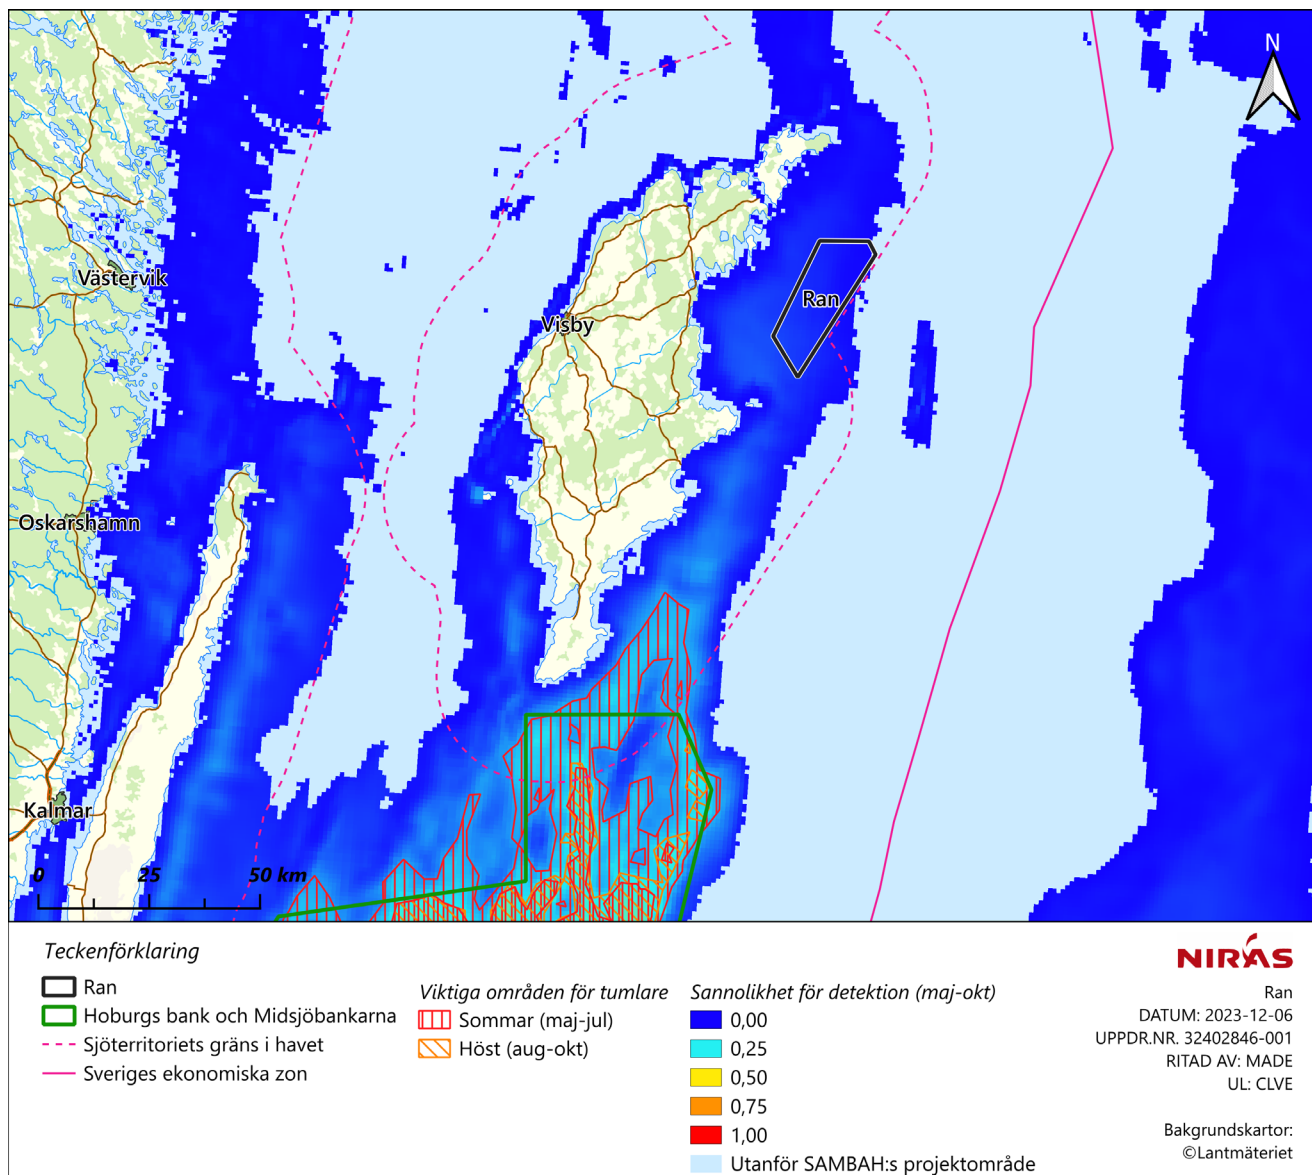 N
Västervik
Visby
Ran
Oskarshamn
Kalmar
0 25 50 km
Teckenförklaring
Ran
Hoburgs bank och Midsjöbankarna
Sjöterritoriets gräns i havet
Sveriges ekonomiska zon
Viktiga områden för tumlare
Sommar (maj-jul)
Höst (aug-okt)
Sannolikhet för detektion (maj-okt)
0,00
0,25
0,50
0,75
1,00
Utanför SAMBAH:s projektområde
NIRÁS
Ran
DATUM: 2023-12-06
UPPDR.NR. 32402846-001
RITAD AV: MADE
UL: CLVE
Bakgrundskartor:
©Lantmäteriet